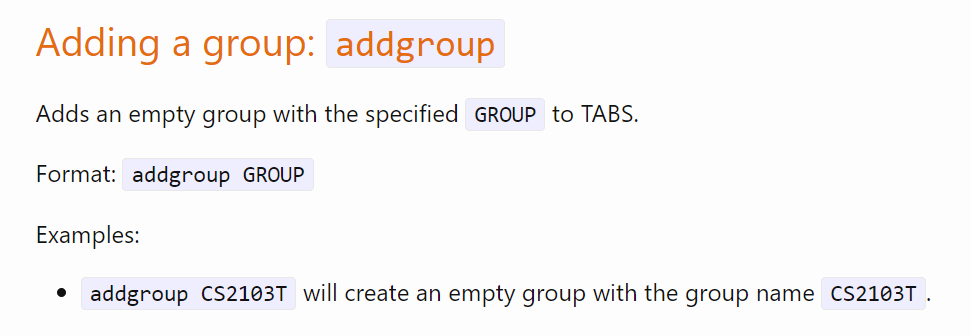 Adding a group: addgroup
Adds an empty group with the specified GROUP to TABS.
Format: addgroup GROUP
Examples:
• addgroup CS2103T will create an empty group with the group name CS2103T.